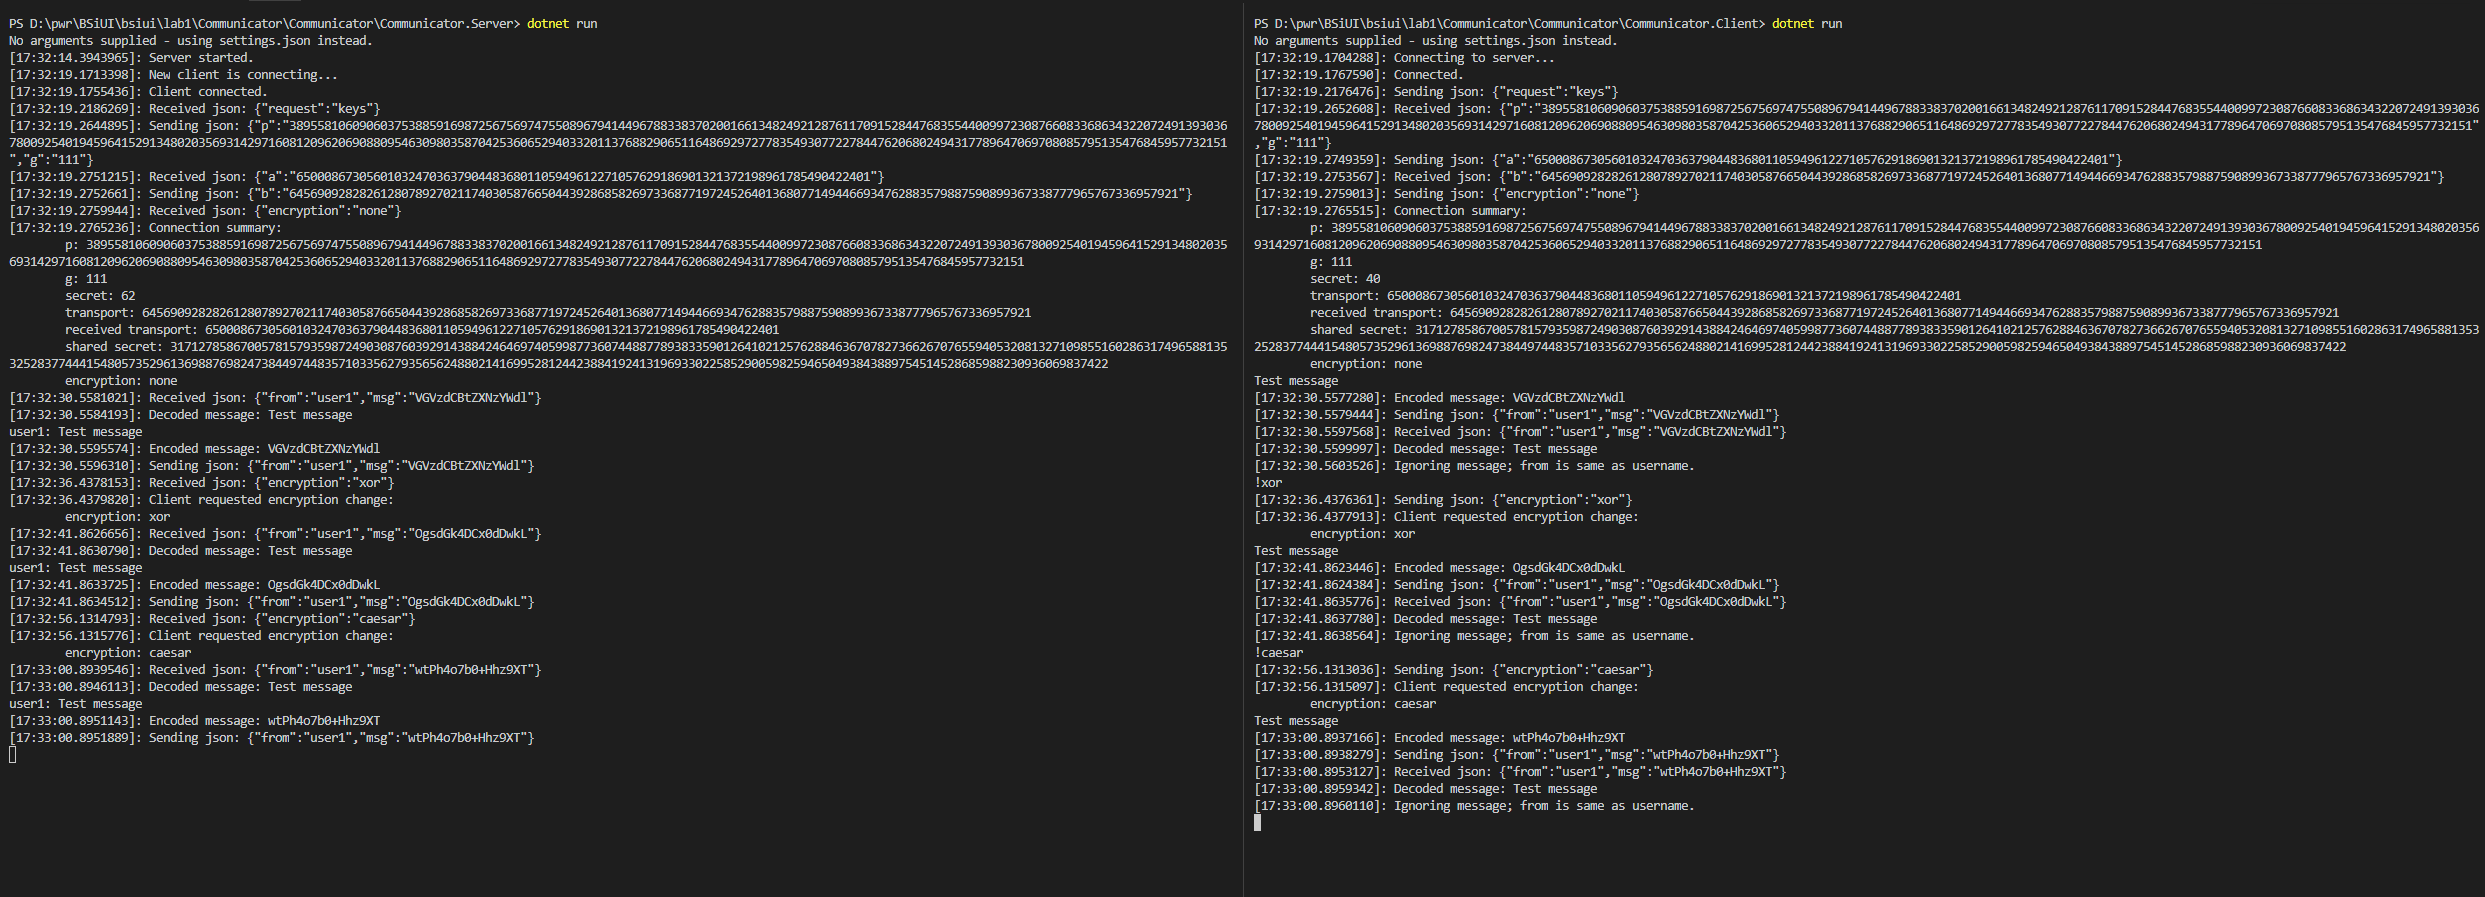 PS D:\pwr\BSiUI\bsiui\lab1\Communicator\Communicator\Communicator.Server> dotnet run
No arguments supplied - using settings.json instead.
[17:32:14.3943965]: Server started.
[17:32:19.1713398]: New client is connecting...
[17:32:19.1755436]: Client connected.
[17:32:19.2186269]: Received json: {"request":"keys"}
[17:32:19.2644895]: Sending json: {"p":"38955810609060375388591698725675697475508967941449678833837020016613482492128761170915284476835544009972308766083368634322072491393036
780092540194596415291348020356931429716081209620690880954630980358704253606529403320113768829065116486929727783549307722784476206802494317789647069708085795135476845957732151
","g":"111"}
[17:32:19.2751215]: Received json: {"a":"650008673056010324703637904483680110594961227105762918690132137219896178549​0422401"}
[17:32:19.2752661]: Sending json: {"b":"6456909282826128078927021174030587665044392868582697336877197245264013680771494466934762883579887590899367338777965767336957921"}
[17:32:19.2759944]: Received json: {"encryption":"none"}
[17:32:19.2765236]: Connection summary:
p: 3895581060906037538859169872567569747550896794144967883383702001661348249212876117091528447683554400997230876608336863432207249139303678009254019459641529134802035
6931429716081209620690880954630980358704253606529403320113768829065116486929727783549307722784476206802494317789647069708085795135476845957732151
g: 111
secret: 62
transport: 6456909282826128078927021174030587665044392868582697336877197245264013680771494466934762883579887590899367338777965767336957921
received transport: 6500086730560103247036379044836801105949612271057629186901321372198961785490422401
shared secret: 3171278586700578157935987249030876039291438842464697405998773607448877893833590126410212576288463670782736626707655940532081327109855160286317496588135
3252837744415480573529613698876982473844974483571033562793565624880214169952812442388419241319693302258529005982594650493843889754514528685988230936069837422
encryption: none
[17:32:30.5581021]: Received json: {"from":"user1","msg":"VGVzdCBtZXNzYWdl"}
[17:32:30.5584193]: Decoded message: Test message
user1: Test message
[17:32:30.5595574]: Encoded message: VGVzdCBtZXNzYWdl
[17:32:30.5596310]: Sending json: {"from":"user1","msg":"VGVzdCBtZXNzYWdl"}
[17:32:36.4378153]: Received json: {"encryption":"xor"}
[17:32:36.4379820]: Client requested encryption change:
encryption: xor
[17:32:41.8626656]: Received json: {"from":"user1","msg":"OgsdGk4DCx0dDwkL"}
[17:32:41.8630790]: Decoded message: Test message
user1: Test message
[17:32:41.8633725]: Encoded message: OgsdGk4DCx0dDwkL
[17:32:41.8634512]: Sending json: {"from":"user1","msg":"OgsdGk4DCx0dDwkL"}
[17:32:56.1314793]: Received json: {"encryption":"caesar"}
[17:32:56.1315776]: Client requested encryption change:
encryption: caesar
[17:33:00.8939546]: Received json: {"from":"user1","msg":"wtPh4o7b0+Hhz9XT"}
[17:33:00.8946113]: Decoded message: Test message
user1: Test message
[17:33:00.8951143]: Encoded message: wtPh4o7b0+Hhz9XT
[17:33:00.8951889]: Sending json: {"from":"user1","msg":"wtPh4o7b0+Hhz9XT"}
PS D:\pwr\BSiUI\bsiui\lab1\Communicator\Communicator\Communicator.Client> dotnet run
No arguments supplied - using settings.json instead.
[17:32:19.1704288]: Connecting to server...
[17:32:19.1767590]: Connected.
[17:32:19.2176476]: Sending json: {"request":"keys"}
[17:32:19.2652608]: Received json: {"p":"38955810609060375388591698725675697475508967941449678833837020016613482492128761170915284476835544009972308766083368634322072491393036
780092540194596415291348020356931429716081209620690880954630980358704253606529403320113768829065116486929727783549307722784476206802494317789647069708085795135476845957732151"
,"g":"111"}
[17:32:19.2749359]: Sending json: {"a":"6500086730560103247036379044836801105949612271057629186901321372198961785490422401"}
[17:32:19.2753567]: Received json: {"b":"6456909282826128078927021174030587665044392868582697336877197245264013680771494466934762883579887590899367338777965767336957921"}
[17:32:19.2759013]: Sending json: {"encryption":"none"}
[17:32:19.2765515]: Connection summary:
p: 38955810609060375388591698725675697475508967941449678833837020016613482492128761170915284476835544009972308766083368634322072491393036780092540194596415291348020356
931429716081209620690880954630980358704253606529403320113768829065116486929727783549307722784476206802494317789647069708085795135476845957732151
g: 111
secret: 40
transport: 6500086730560103247036379044836801105949612271057629186901321372198961785490422401
received transport: 6456909282826128078927021174030587665044392868582697336877197245264013680771494466934762883579887590899367338777965767336957921
shared secret: 31712785867005781579359872490308760392914388424646974059987736074488778938335901264102125762884636707827366267076559405320813271098551602863174965881353
252837744415480573529613698876982473844974483571033562793565624880214169952812442388419241319693302258529005982594650493843889754514528685988230936069837422
encryption: none
Test message
[17:32:30.5577280]: Encoded message: VGVzdCBtZXNzYWdl
[17:32:30.5579444]: Sending json: {"from":"user1","msg":"VGVzdCBtZXNzYWdl"}
[17:32:30.5597568]: Received json: {"from":"user1","msg":"VGVzdCBtZXNzYWdl"}
[17:32:30.5599997]: Decoded message: Test message
[17:32:30.5603526]: Ignoring message; from is same as username.
!xor
[17:32:36.4376361]: Sending json: {"encryption":"xor"}
[17:32:36.4377913]: Client requested encryption change:
encryption: xor
Test message
[17:32:41.8623446]: Encoded message: OgsdGk4DCx0dDwkL
[17:32:41.8624384]: Sending json: {"from":"user1","msg":"OgsdGk4DCx0dDwkL"}
[17:32:41.8635776]: Received json: {"from":"user1","msg":"OgsdGk4DCx0dDwkL"}
[17:32:41.8637780]: Decoded message: Test message
[17:32:41.8638564]: Ignoring message; from is same as username.
!caesar
[17:32:56.1313036]: Sending json: {"encryption":"caesar"}
[17:32:56.1315097]: Client requested encryption change:
encryption: caesar
Test message
[17:33:00.8937166]: Encoded message: wtPh4o7b0+Hhz9XT
[17:33:00.8938279]: Sending json: {"from":"user1","msg":"wtPh4o7b0+Hhz9XT"}
[17:33:00.8953127]: Received json: {"from":"user1","msg":"wtPh4o7b0+Hhz9XT"}
[17:33:00.8959342]: Decoded message: Test message
[17:33:00.8960110]: Ignoring message; from is same as username.